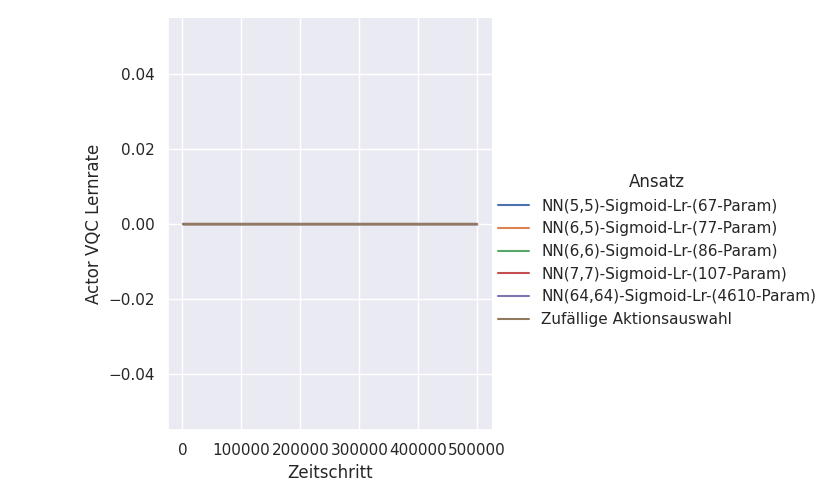 0.04
0.02
0.00
−0.02
−0.04
Actor VQC Lernrate
0 100000 200000 300000 400000 500000
Zeitschritt
Ansatz
NN(5,5)-Sigmoid-Lr-(67-Param)
NN(6,5)-Sigmoid-Lr-(77-Param)
NN(6,6)-Sigmoid-Lr-(86-Param)
NN(7,7)-Sigmoid-Lr-(107-Param)
NN(64,64)-Sigmoid-Lr-(4610-Param)
Zufällige Aktionsauswahl